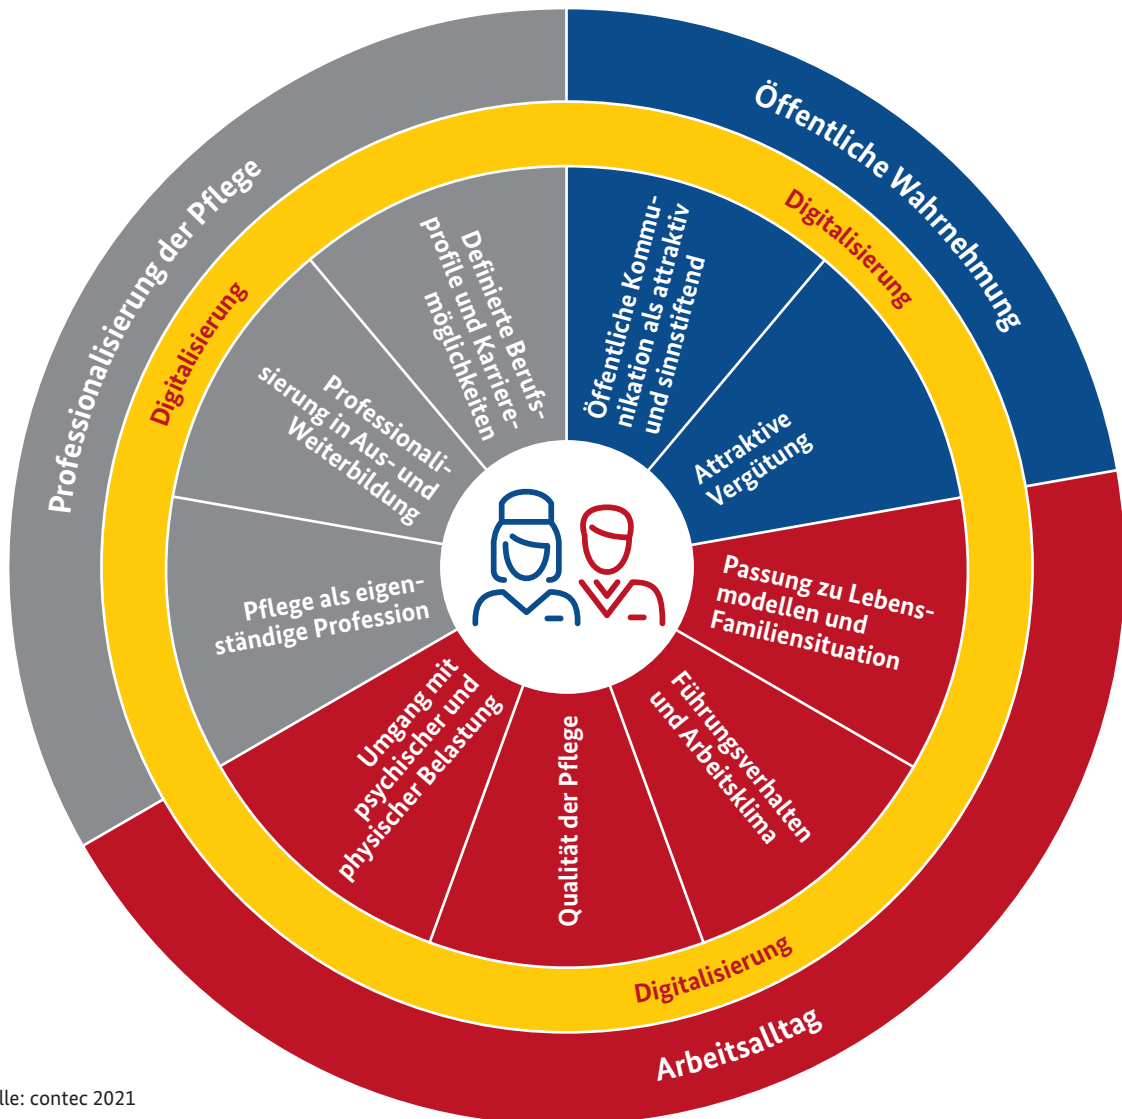 Öffentliche Wahrnehmung
Digitalisierung
Öffentliche Kommu-
nikation als attraktiv
und sinnstiftend
Attraktive
Vergütung
Arbeitsalltag
Digitalisierung
Passung zu Lebens-
modellen und
Familiensituation
Führungsverhalten
und Arbeitsklima
Qualität der Pflege
Umgang mit
psychischer und
physischer Belastung
Professionalisierung der Pflege
Digitalisierung
Pflege als eigen-
ständige Profession
Professionali-
sierung in Aus- und
Weiterbildung
Definierte Berufs-
profile und Karriere-
möglichkeiten
lle: contec 2021